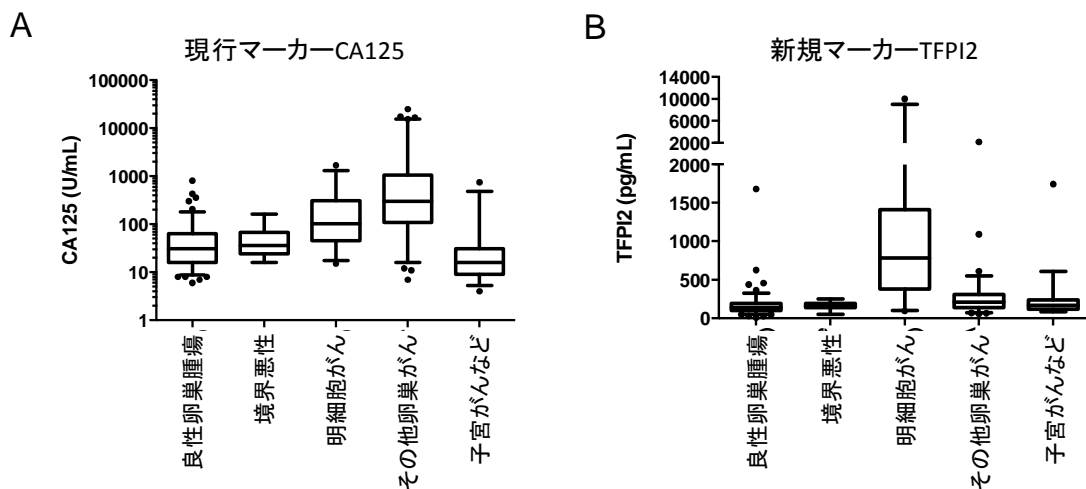 A
現行マーカーCA125
CA125 (U/mL)
100000
10000
1000
100
10
1
良性卵巣腫瘍
境界悪性
明細胞がん
その他卵巣がん
子宮がんなど
B
新規マーカーTFPI2
TFPI2 (pg/mL)
14000
10000
6000
2000
2000
1500
1000
500
0
良性卵巣腫瘍
境界悪性
明細胞がん
その他卵巣がん
子宮がんなど